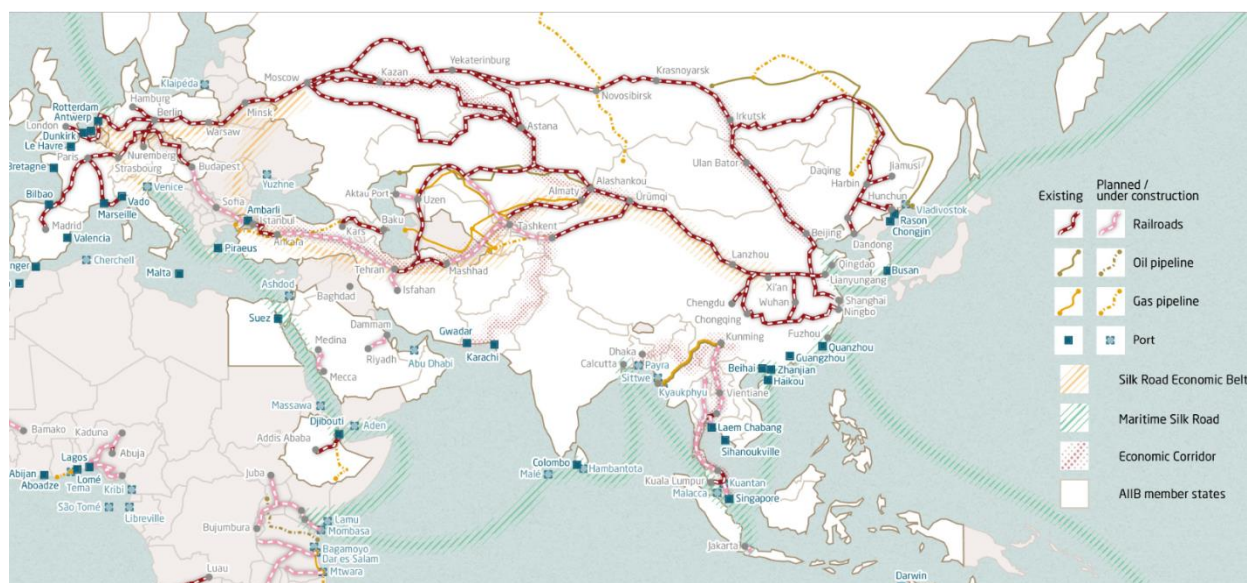 Moscow
Kazan
Yekaterinburg
Krasnoyarsk
Novosibirsk
Irkutsk
Klaipéda
Hamburg
Rotterdam
Antwerp
London
Dunkirk
Le Havre
Berlin
Minsk
Warsaw
Astana
Ulan Bator
Daqing
Jiamusi
Harbin
Hunchun
Vladivostok
Rason
Chongjin
Bretagne
Paris
Nuremberg
Strasbourg
Budapest
Venice
Yuzhne
Aktau Port
Uzen
Alashankou
Almaty
Ürümqi
Bilbao
Madrid
Vado
Marseille
Valencia
Sofia
Ambarli
Istanbul
Ankara
Kars
Baku
Tashkent
Beijing
Dandong
Lanzhou
Qingdao
Lianyungang
Busan
nger
Cherchell
Malta
Piraeus
Tehran
Mashhad
Isfahan
Xi'an
Wuhan
Chengdu
Chongqing
Shanghai
Ningbo
Ashdod
Baghdad
Suez
Dammam
Medina
Riyadh
Mecca
Abu Dhabi
Gwadar
Karachi
Dhaka
Calcutta
Payra
Sittwe
Kyaukphyu
Kunming
Fuzhou
Quanzhou
Guangzhou
Beihai
Zhanjian
Haikou
Vientiane
Massawa
Djibouti
Aden
Addis Ababa
Laem Chabang
Sihanoukville
Bamako
Kaduna
Abuja
Lagos
Abijan
Lomé
Aboadze
Tema
Kribi
São Tomé
Libreville
Juba
Colombo
Hambantota
Malé
Kuala Lumpur
Kuantan
Malacca
Singapore
Bujumbura
Lamu
Mombasa
Bagamoyo
Dar es Salam
Mtwara
Luau
Jakarta
Darwin
Existing
Planned /
under construction
Railroads
Oil pipeline
Gas pipeline
Port
Silk Road Economic Belt
Maritime Silk Road
Economic Corridor
AIIB member states